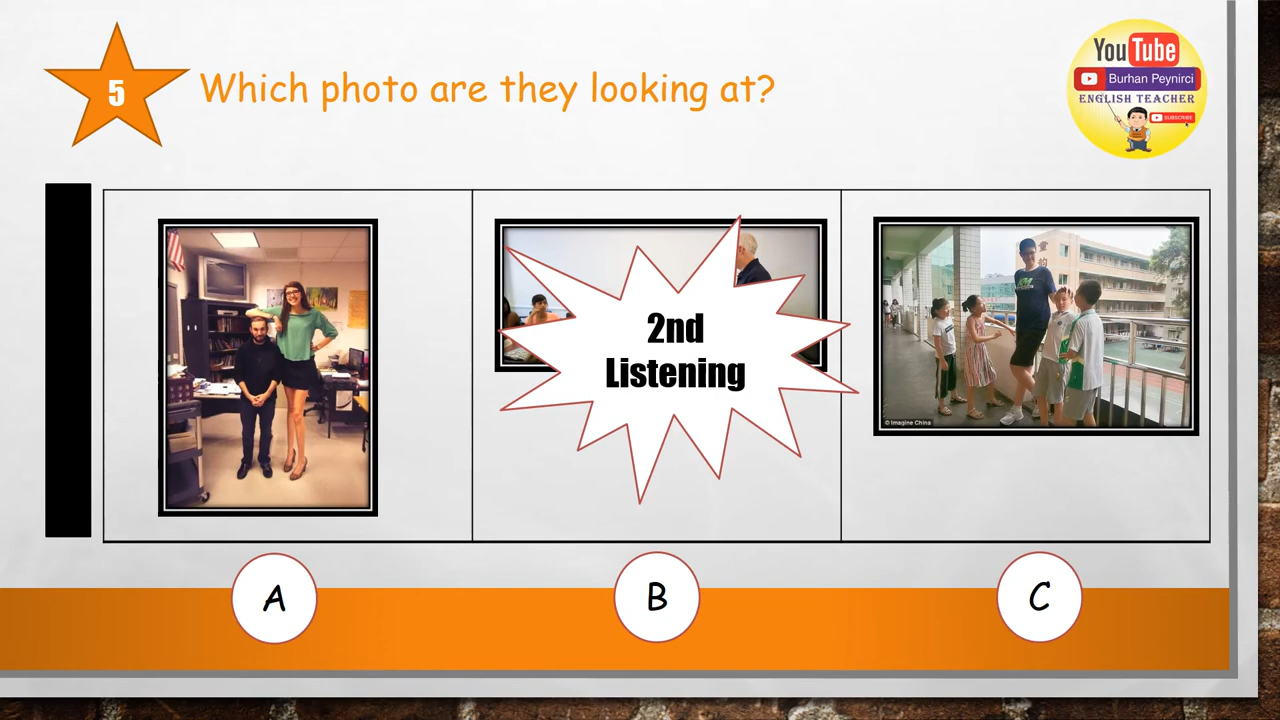 5
Which photo are they looking at?
YouTube
Burhan Peynirci
ENGLISH TEACHER
SUBSCRIBE
2nd
Listening
© Imagine China
A
B
C